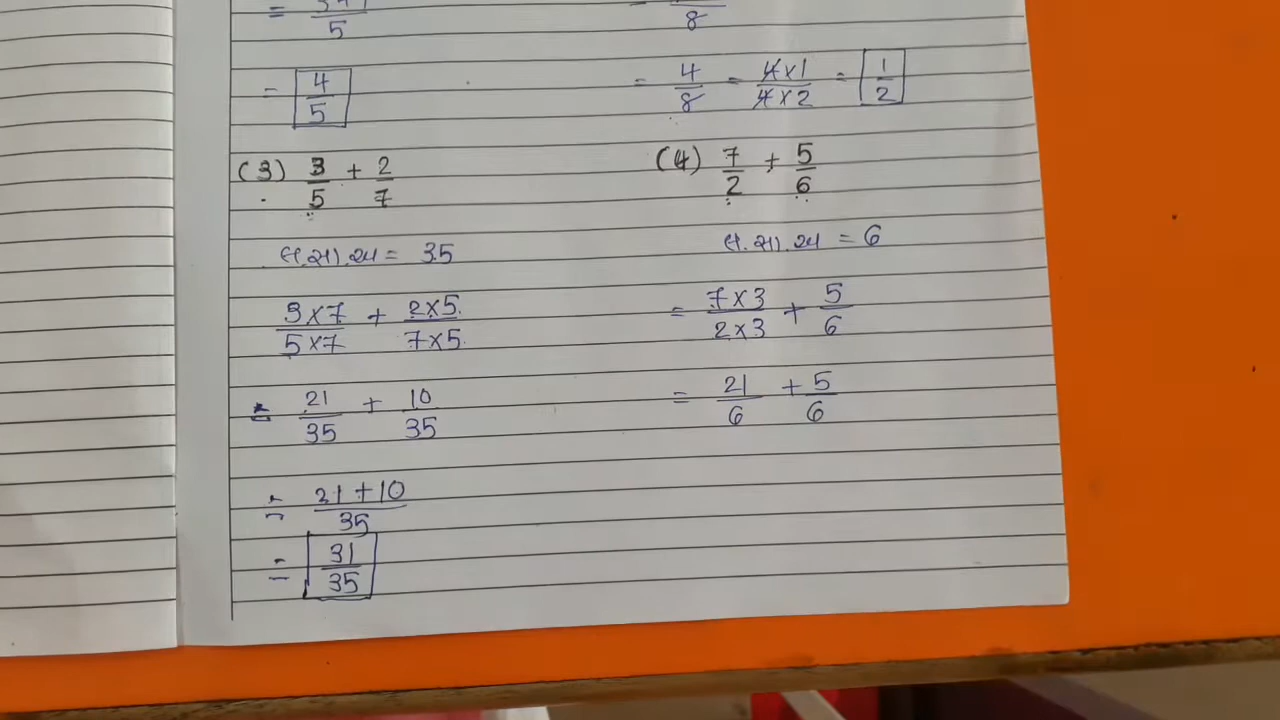 5
8
= 4/5
= 4/8 = 4×1/4×2 = 1/2
(3) 3/5 + 2/7
લ.સા.અ = 35
3×7/5×7 + 2×5/7×5
= 21/35 + 10/35
= 21+10/35
= 31/35
(4) 7/2 + 5/6
લ.સા.અ = 6
= 7×3/2×3 + 5/6
= 21/6 + 5/6